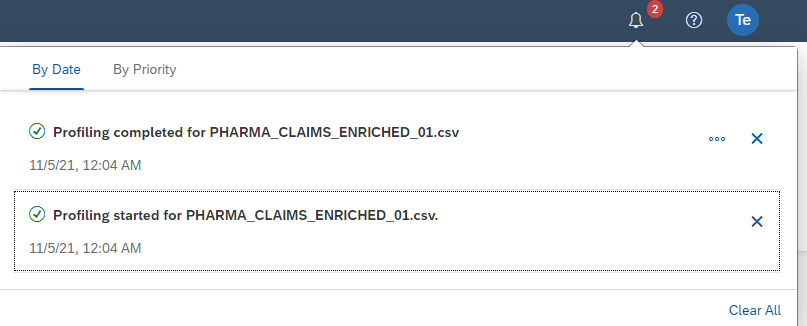 2
Te
By Date
By Priority
Profiling completed for PHARMA_CLAIMS_ENRICHED_01.csv
11/5/21, 12:04 AM
Profiling started for PHARMA_CLAIMS_ENRICHED_01.csv.
11/5/21, 12:04 AM
Clear All